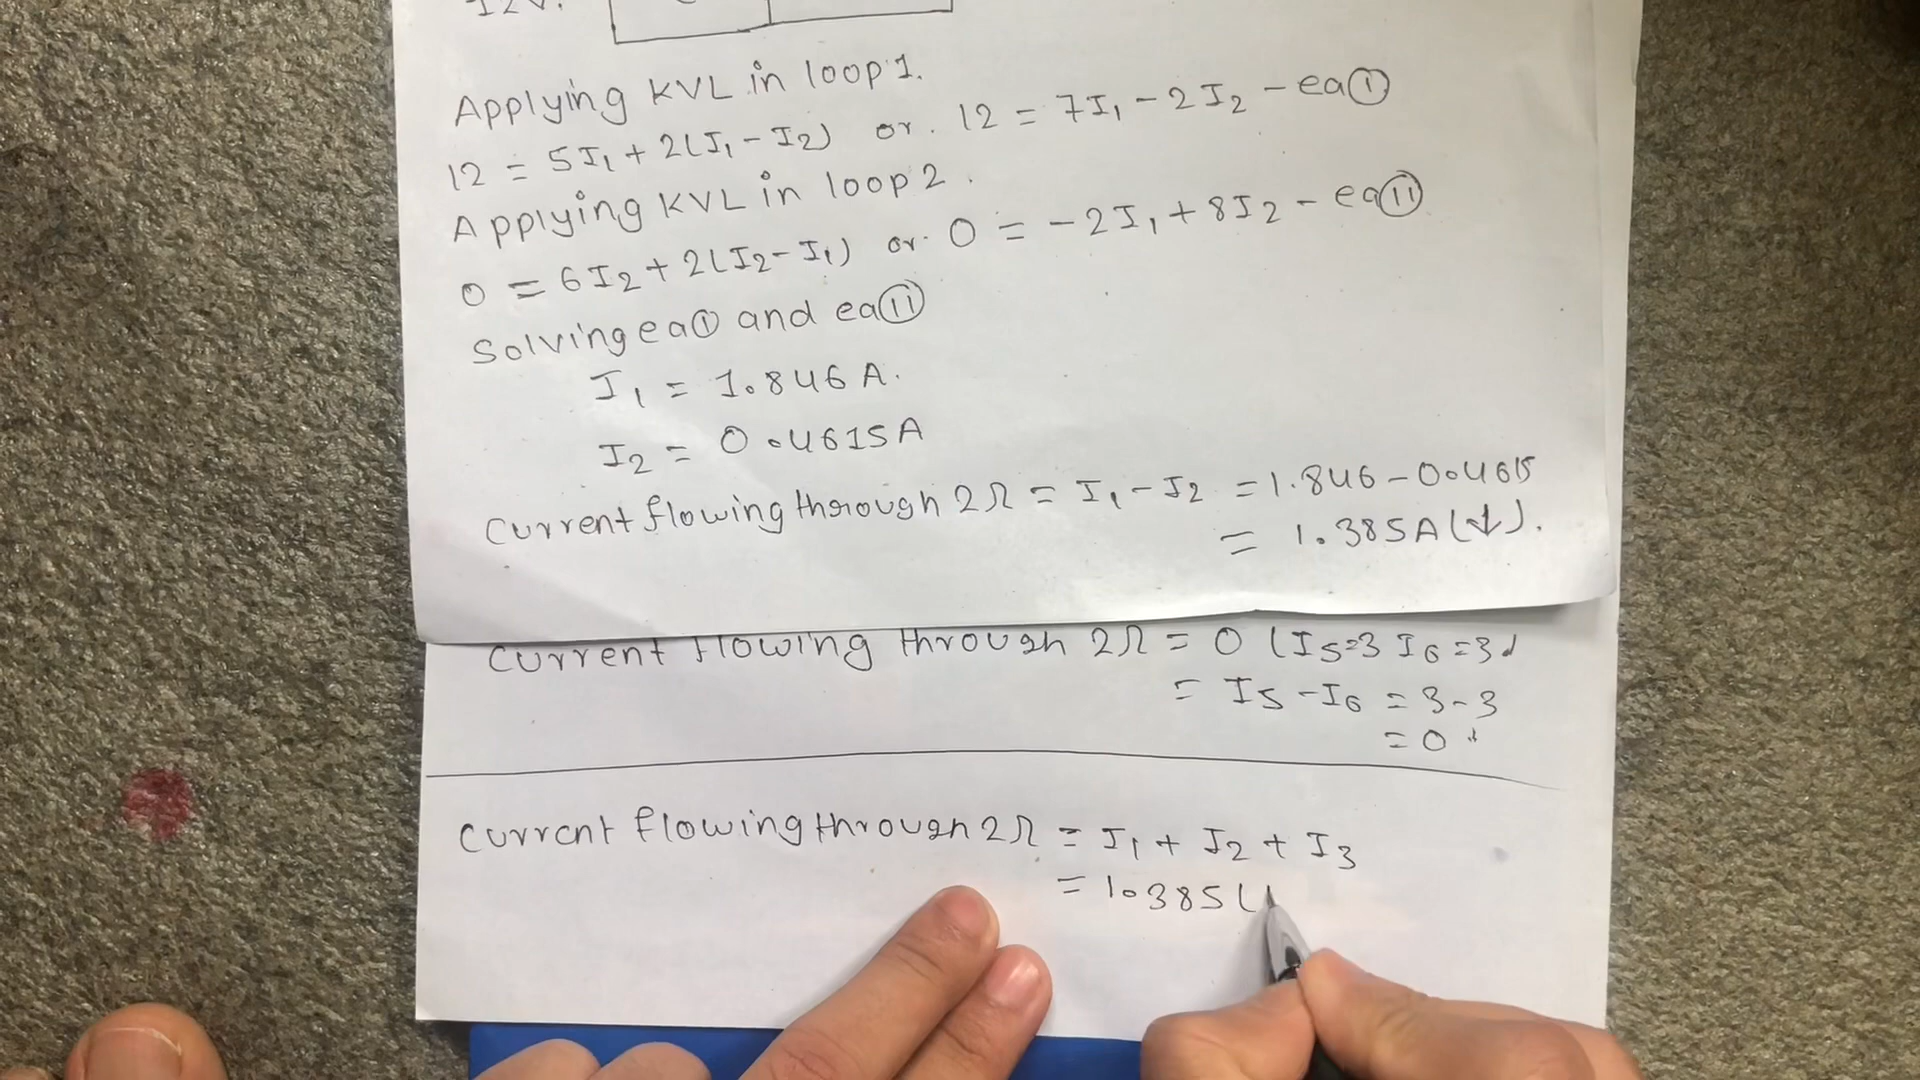 12V.
Applying KVL in loop 1.
12 = 5I₁ + 2(I₁ - I₂) or. 12 = 7I₁ - 2I₂ - eq①
Applying KVL in loop 2.
0 = 6I₂ + 2(I₂ - I₁) or. 0 = -2I₁ + 8I₂ - eq⑪
Solving eq① and eq⑪
I₁ = 1.846 A.
I₂ = 0.4615A
Current flowing through 2Ω = I₁ - I₂ = 1.846 - 0.4615
= 1.385A (↓).
Current flowing through 2Ω = 0 (I5=3 I6=3)
= I5 - I6 = 3-3
= 0
Current flowing through 2Ω = I₁ + I₂ + I₃
= 1.385 (